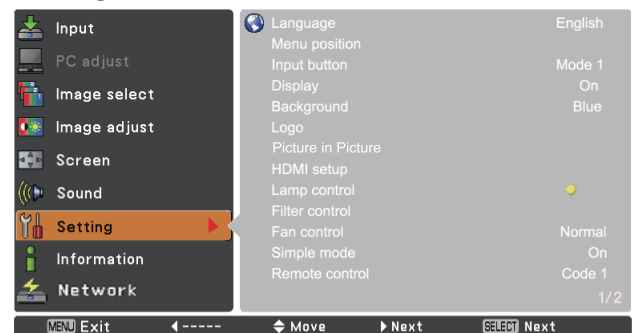 Input
PC adjust
Image select
Image adjust
Screen
Sound
Setting
Information
Network
Language English
Menu position
Input button Mode 1
Display On
Background Blue
Logo
Picture in Picture
HDMI setup
Lamp control
Filter control
Fan control Normal
Simple mode On
Remote control Code 1
1/2
MENU Exit ----- Move Next SELECT Next